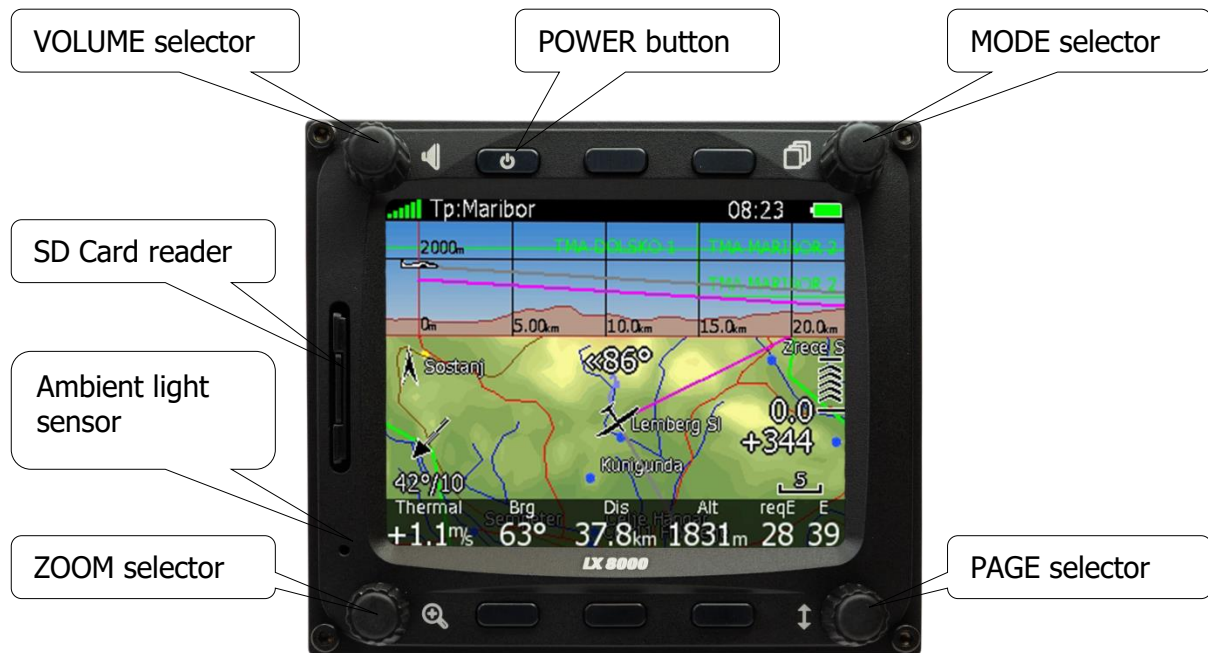 VOLUME selector
POWER button
MODE selector
SD Card reader
Ambient light
sensor
ZOOM selector
PAGE selector
Tp:Maribor 08:23
2000m TMA DOLSKO 1 TMA MARIBOR 2
TMA MARIBOR 2
0m 5.00km 10.0km 15.0km 20.0km
Sostanj «86° Zrece S
0.0
Lemberg Sl
+344
Kunigunda
42°/10 5
Thermal Brg Dis Alt reqE E
+1.1m/s 63° 37.8km 1831m 28 39
LX 8000